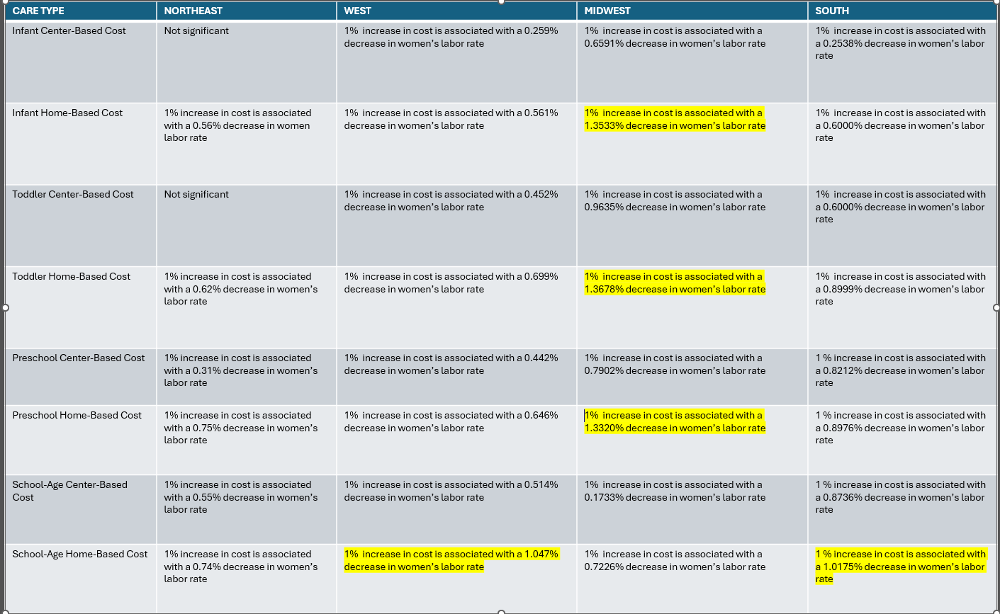 CARE TYPE NORTHEAST WEST MIDWEST SOUTH
Infant Center-Based Cost
Not significant
1%  increase in cost is associated with a 0.259%
decrease in women's labor rate
1%  increase in cost is associated with a
0.6591% decrease in women's labor rate
1%  increase in cost is associated with
a 0.2538% decrease in women's labor
rate
Infant Home-Based Cost
1% increase in cost is associated
with a 0.56% decrease in women
labor rate
1%  increase in cost is associated with a 0.561%
decrease in women's labor rate
1%  increase in cost is associated with a
1.3533% decrease in women's labor rate
1%  increase in cost is associated with
a 0.6000% decrease in women's labor
rate
Toddler Center-Based Cost
Not significant
1%  increase in cost is associated with a 0.452%
decrease in women's labor rate
1%  increase in cost is associated with a
0.9635% decrease in women's labor rate
1%  increase in cost is associated with
a 0.6000% decrease in women's labor
rate
Toddler Home-Based Cost
1% increase in cost is associated
with a 0.62% decrease in women's
labor rate
1%  increase in cost is associated with a 0.699%
decrease in women's labor rate
1%  increase in cost is associated with a
1.3678% decrease in women's labor rate
1%  increase in cost is associated with
a 0.8999% decrease in women's labor
rate
Preschool Center-Based Cost
1% increase in cost is associated
with a 0.31% decrease in women's
labor rate
1%  increase in cost is associated with a 0.442%
decrease in women's labor rate
1%  increase in cost is associated with a
0.7902% decrease in women's labor rate
1 % increase in cost is associated with
a 0.8212% decrease in women's labor
rate
Preschool Home-Based Cost
1% increase in cost is associated
with a 0.75% decrease in women's
labor rate
1%  increase in cost is associated with a 0.646%
decrease in women's labor rate
1%  increase in cost is associated with a
1.3320% decrease in women's labor rate
1 % increase in cost is associated with
a 0.8976% decrease in women's labor
rate
School-Age Center-Based
Cost
1% increase in cost is associated
with a 0.55% decrease in women's
labor rate
1%  increase in cost is associated with a 0.514%
decrease in women's labor rate
1%  increase in cost is associated with a
0.1733% decrease in women's labor rate
1 % increase in cost is associated with
a 0.8736% decrease in women's labor
rate
School-Age Home-Based Cost
1% increase in cost is associated
with a 0.74% decrease in women's
labor rate
1%  increase in cost is associated with a 1.047%
decrease in women's labor rate
1%  increase in cost is associated with a
0.7226% decrease in women's labor rate
1 % increase in cost is associated with
a 1.0175% decrease in women's labor
rate